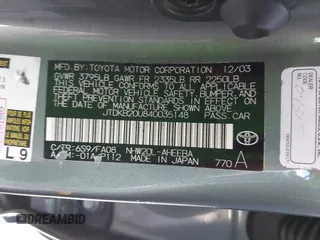 MFD BY: TOYOTA MOTOR CORPORATION 12/03
GVWR 3795LB GAWR FR 2335LB RR 2250LB
THIS VEHICLE CONFORMS TO ALL APPLICABLE
FEDERAL MOTOR VEHICLE SAFETY, BUMPER,
AND THEFT PREVENTION STANDARDS IN EFFECT
ON THE DATE OF MANUFACTURE SHOWN ABOVE.
JTDKB20U840035148 PASS.CAR
C/TR:6S9/FA08 NHW20L-AHEEBA
A/TM:-01A/P112 MADE IN JAPAN 770 A
TOYOTA
L9
DREAMBID